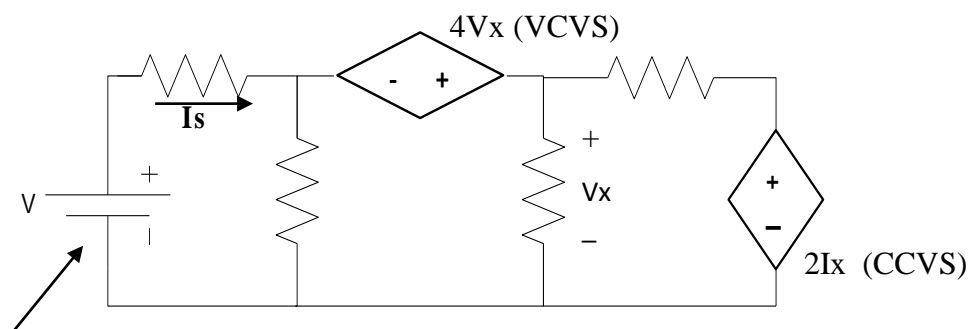 4Vx (VCVS)
- +
Is
+
V
+
Vx
–
+
–
2Ix (CCVS)